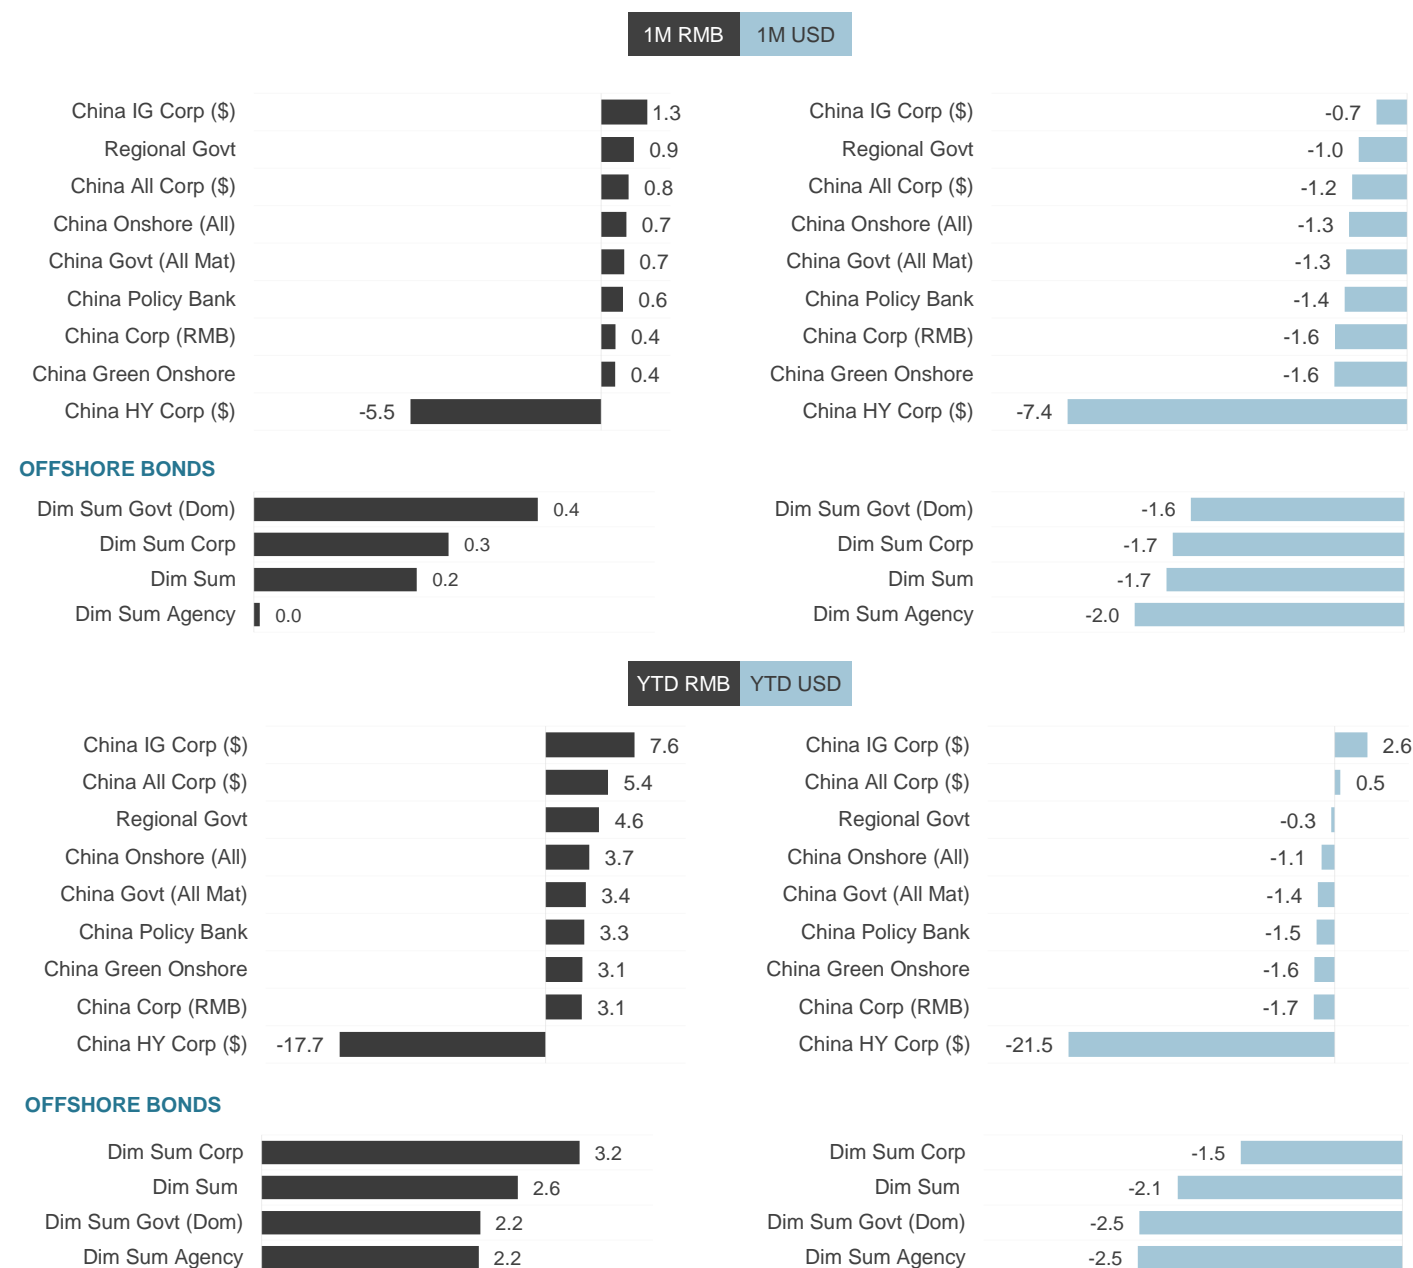 1M RMB 1M USD
China IG Corp ($) 1.3 China IG Corp ($) -0.7
Regional Govt 0.9 Regional Govt -1.0
China All Corp ($) 0.8 China All Corp ($) -1.2
China Onshore (All) 0.7 China Onshore (All) -1.3
China Govt (All Mat) 0.7 China Govt (All Mat) -1.3
China Policy Bank 0.6 China Policy Bank -1.4
China Corp (RMB) 0.4 China Corp (RMB) -1.6
China Green Onshore 0.4 China Green Onshore -1.6
China HY Corp ($) -5.5 China HY Corp ($) -7.4
OFFSHORE BONDS
Dim Sum Govt (Dom) 0.4 Dim Sum Govt (Dom) -1.6
Dim Sum Corp 0.3 Dim Sum Corp -1.7
Dim Sum 0.2 Dim Sum -1.7
Dim Sum Agency 0.0 Dim Sum Agency -2.0
YTD RMB YTD USD
China IG Corp ($) 7.6 China IG Corp ($) 2.6
China All Corp ($) 5.4 China All Corp ($) 0.5
Regional Govt 4.6 Regional Govt -0.3
China Onshore (All) 3.7 China Onshore (All) -1.1
China Govt (All Mat) 3.4 China Govt (All Mat) -1.4
China Policy Bank 3.3 China Policy Bank -1.5
China Green Onshore 3.1 China Green Onshore -1.6
China Corp (RMB) 3.1 China Corp (RMB) -1.7
China HY Corp ($) -17.7 China HY Corp ($) -21.5
OFFSHORE BONDS
Dim Sum Corp 3.2 Dim Sum Corp -1.5
Dim Sum 2.6 Dim Sum -2.1
Dim Sum Govt (Dom) 2.2 Dim Sum Govt (Dom) -2.5
Dim Sum Agency 2.2 Dim Sum Agency -2.5